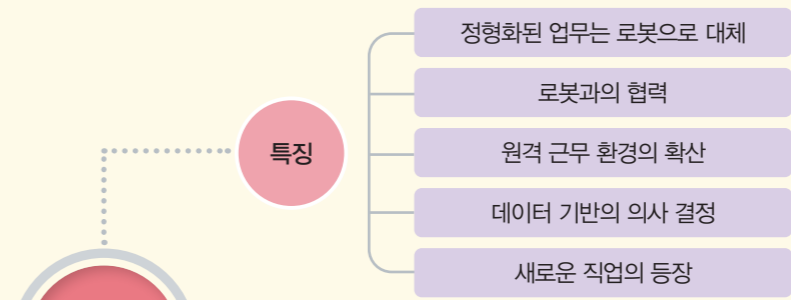 특징
정형화된 업무는 로봇으로 대체
로봇과의 협력
원격 근무 환경의 확산
데이터 기반의 의사 결정
새로운 직업의 등장